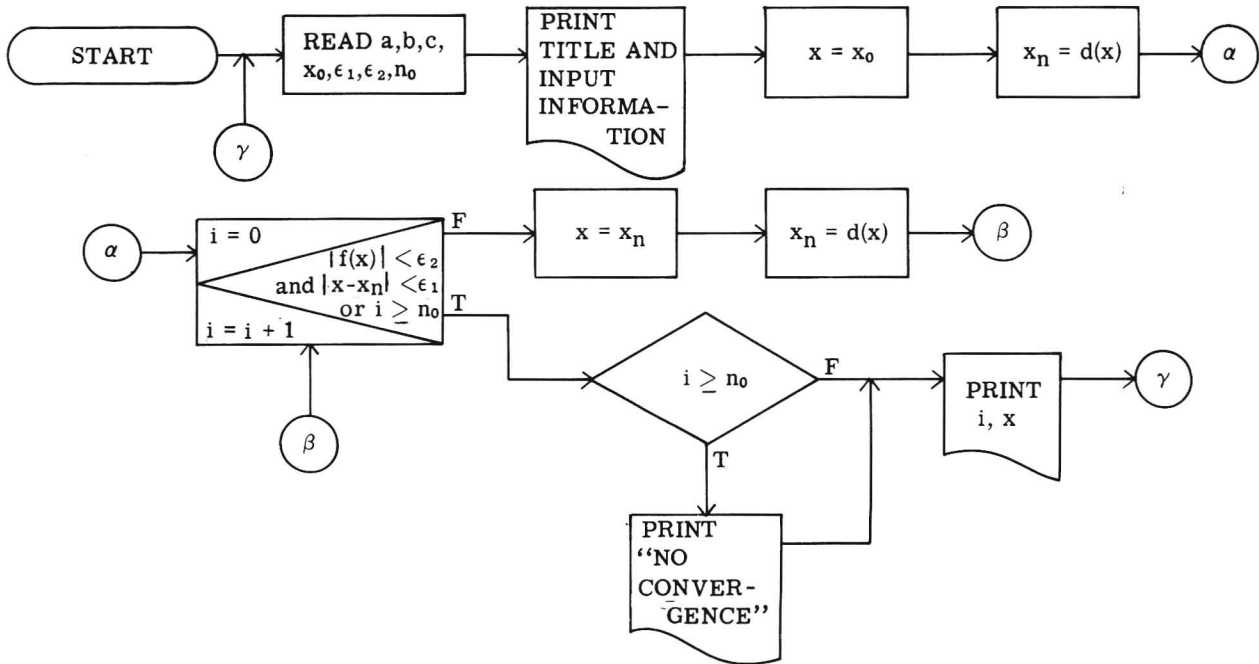 START
γ
READ a,b,c,
x₀,ϵ₁,ϵ₂,n₀
PRINT
TITLE AND
INPUT
INFORMA-
TION
x = x₀
xₙ = d(x)
α
α
i = 0
|f(x)| < ϵ₂
and |x-xₙ| < ϵ₁
or i ≥ n₀
i = i + 1
F
T
β
x = xₙ
xₙ = d(x)
β
i ≥ n₀
F
T
PRINT
“NO
CONVER-
GENCE”
PRINT
i, x
γ